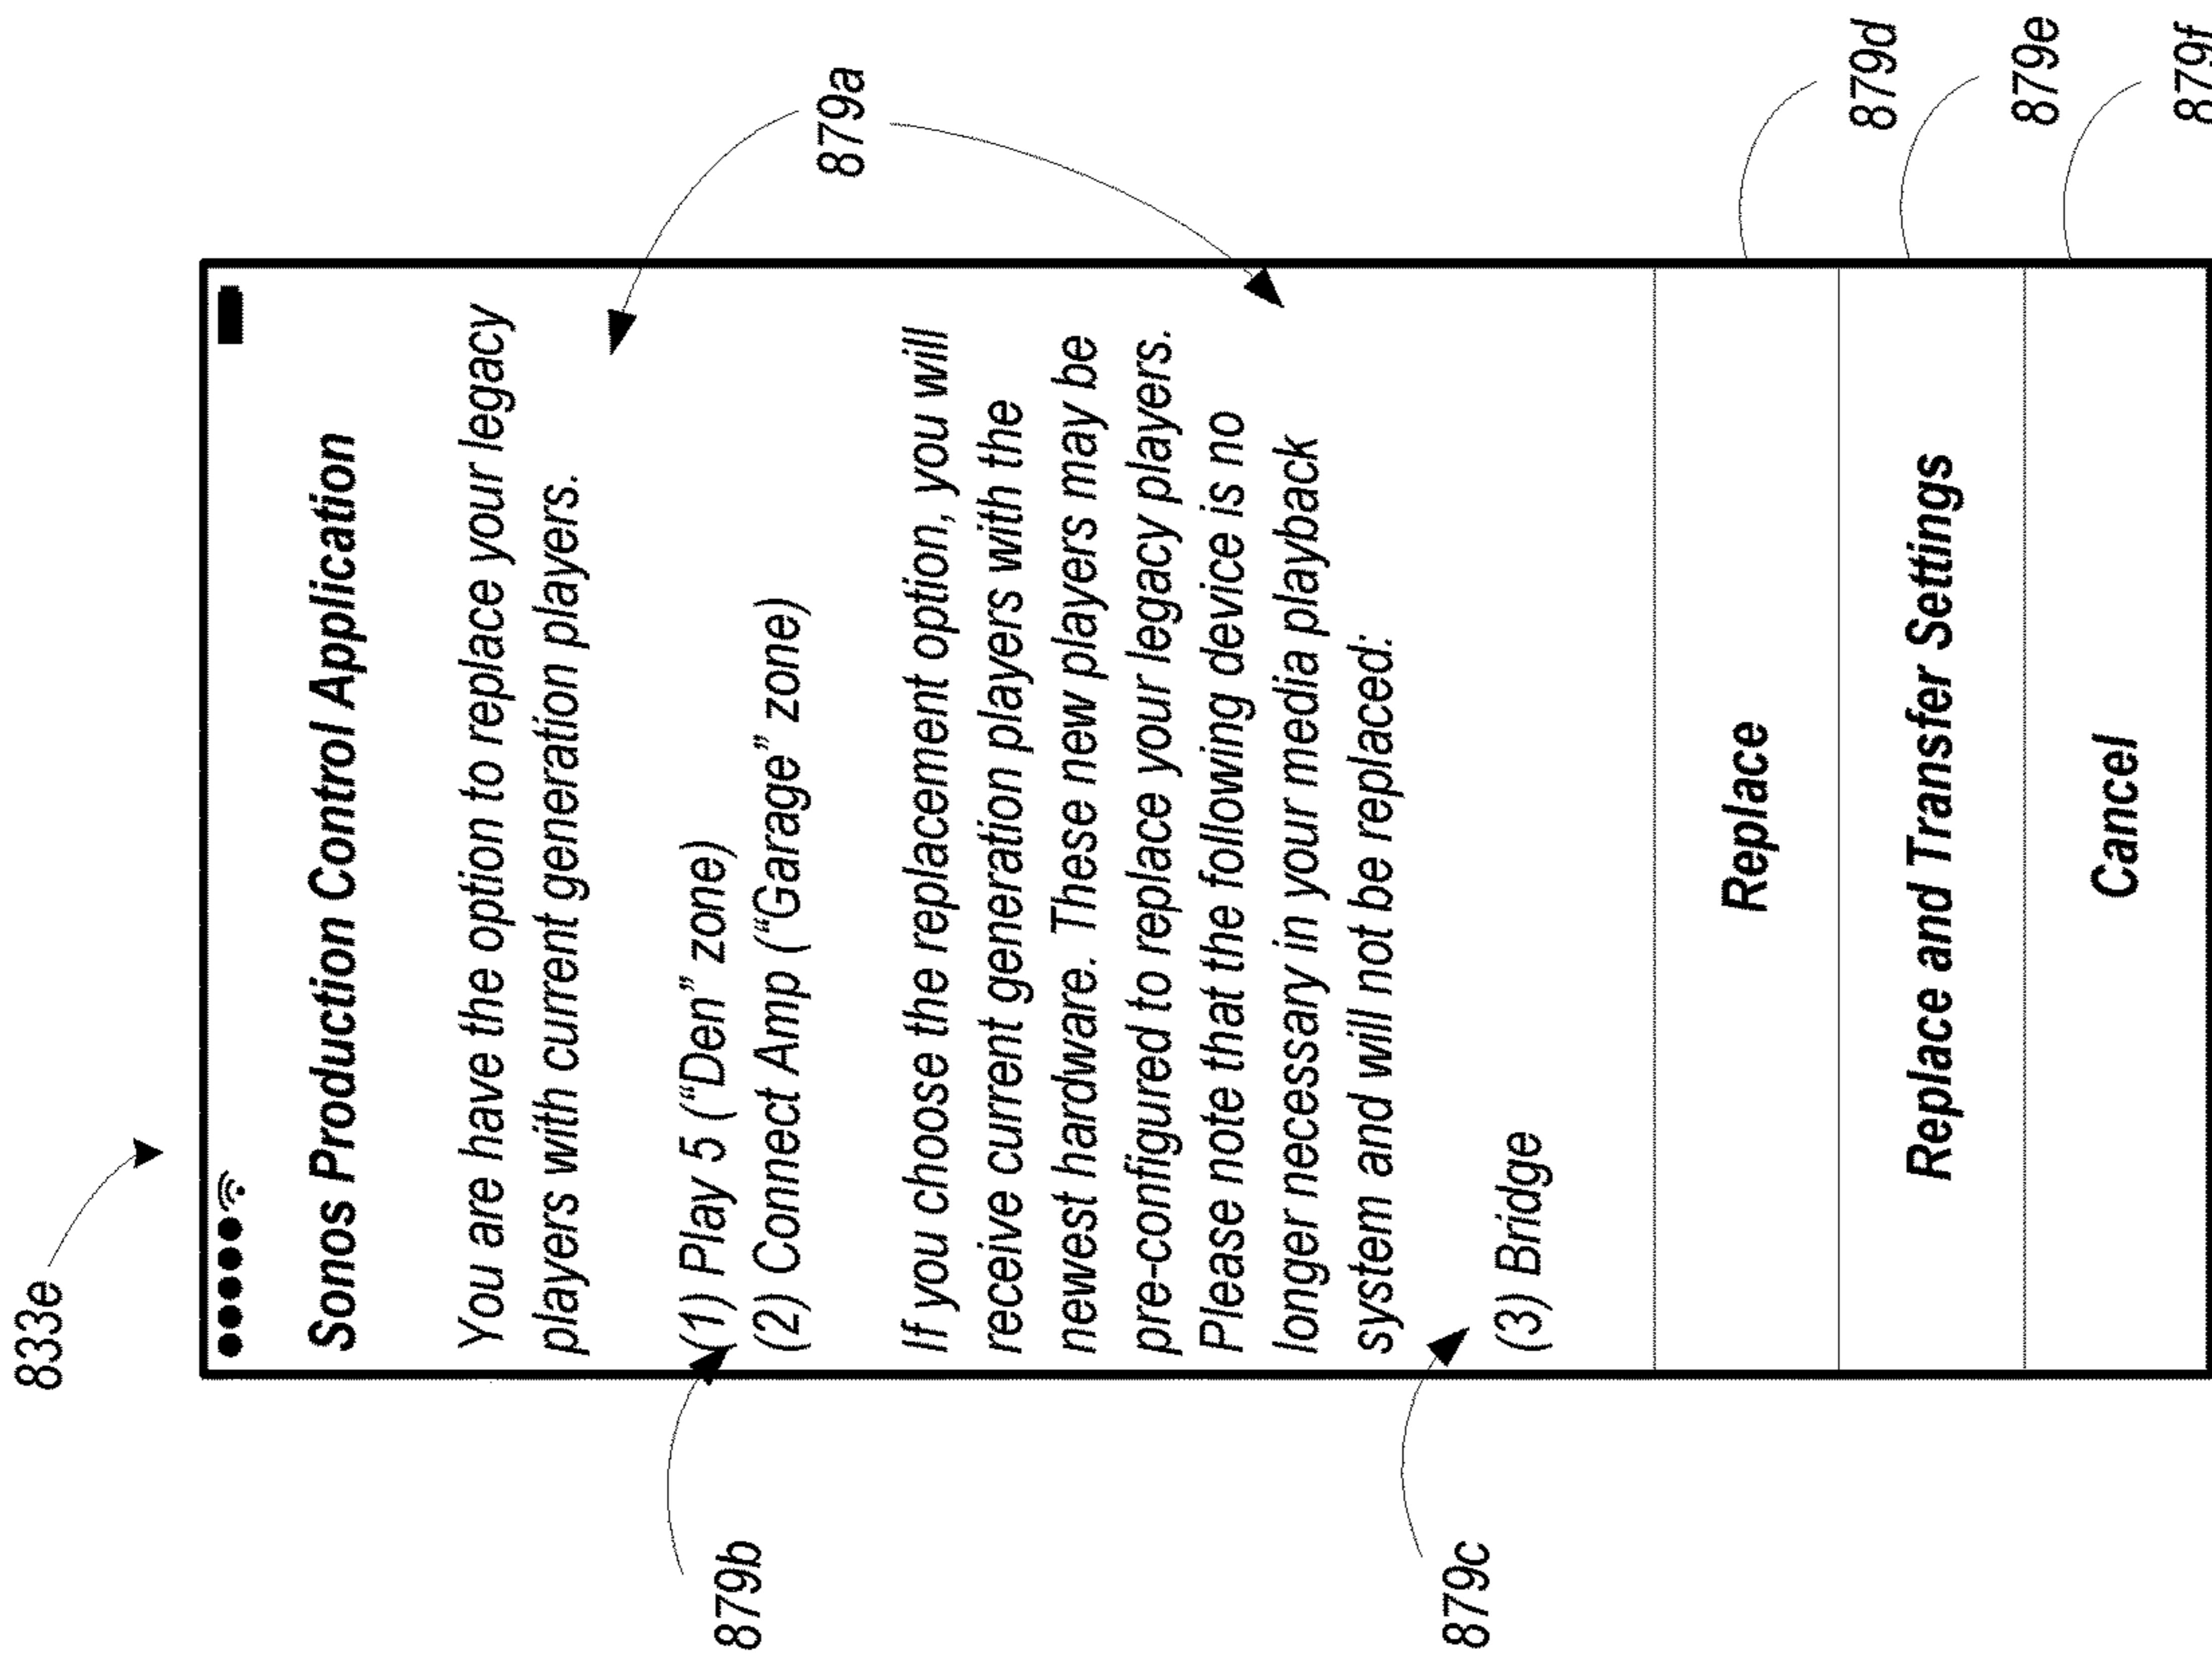 833e
Sonos Production Control Application
You are have the option to replace your legacy
players with current generation players.
879a
(1) Play 5 (“Den” zone)
(2) Connect Amp (“Garage” zone)
879b
If you choose the replacement option, you will
receive current generation players with the
newest hardware. These new players may be
pre-configured to replace your legacy players.
Please note that the following device is no
longer necessary in your media playback
system and will not be replaced:
879c
(3) Bridge
Replace
879d
Replace and Transfer Settings
879e
Cancel
879f